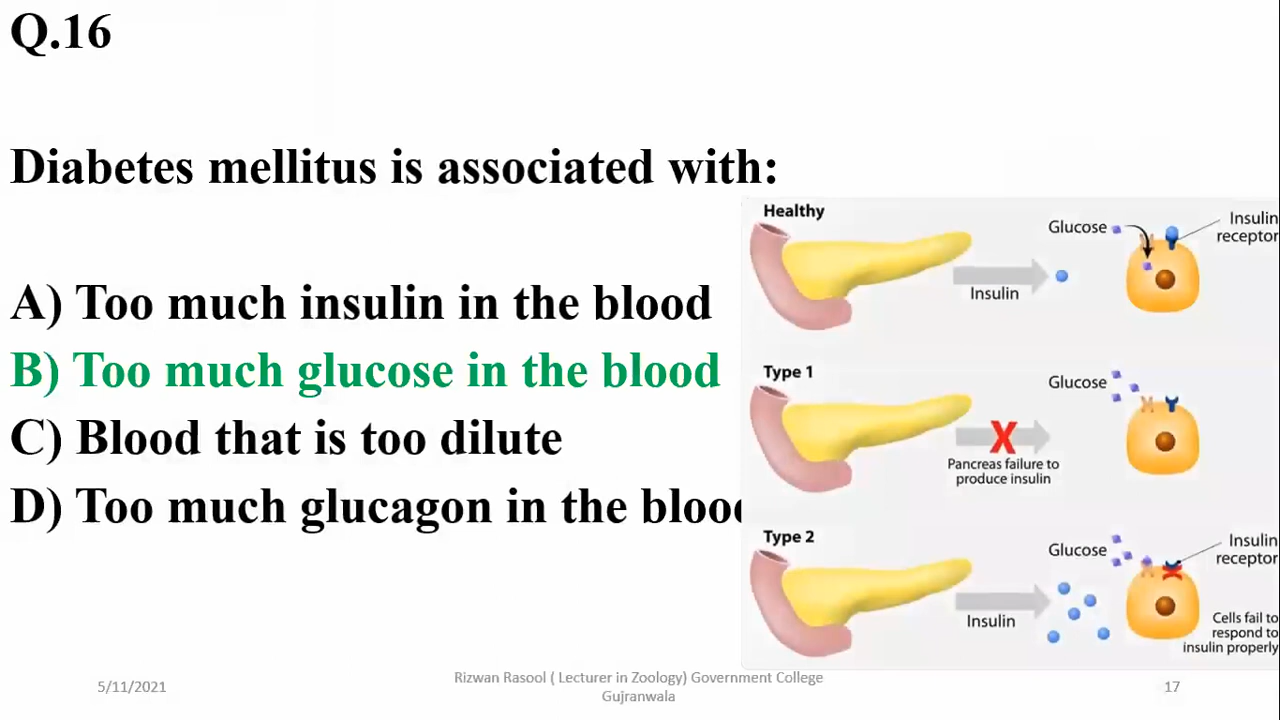 Q.16
Diabetes mellitus is associated with:
A) Too much insulin in the blood
B) Too much glucose in the blood
C) Blood that is too dilute
D) Too much glucagon in the blood
Healthy
Glucose
Insulin
receptor
Insulin
Type 1
Glucose
X
Pancreas failure to
produce insulin
Type 2
Glucose
Insulin
receptor
Insulin
Cells fail to
respond to
insulin properly
5/11/2021
Rizwan Rasool ( Lecturer in Zoology) Government College
Gujranwala
17